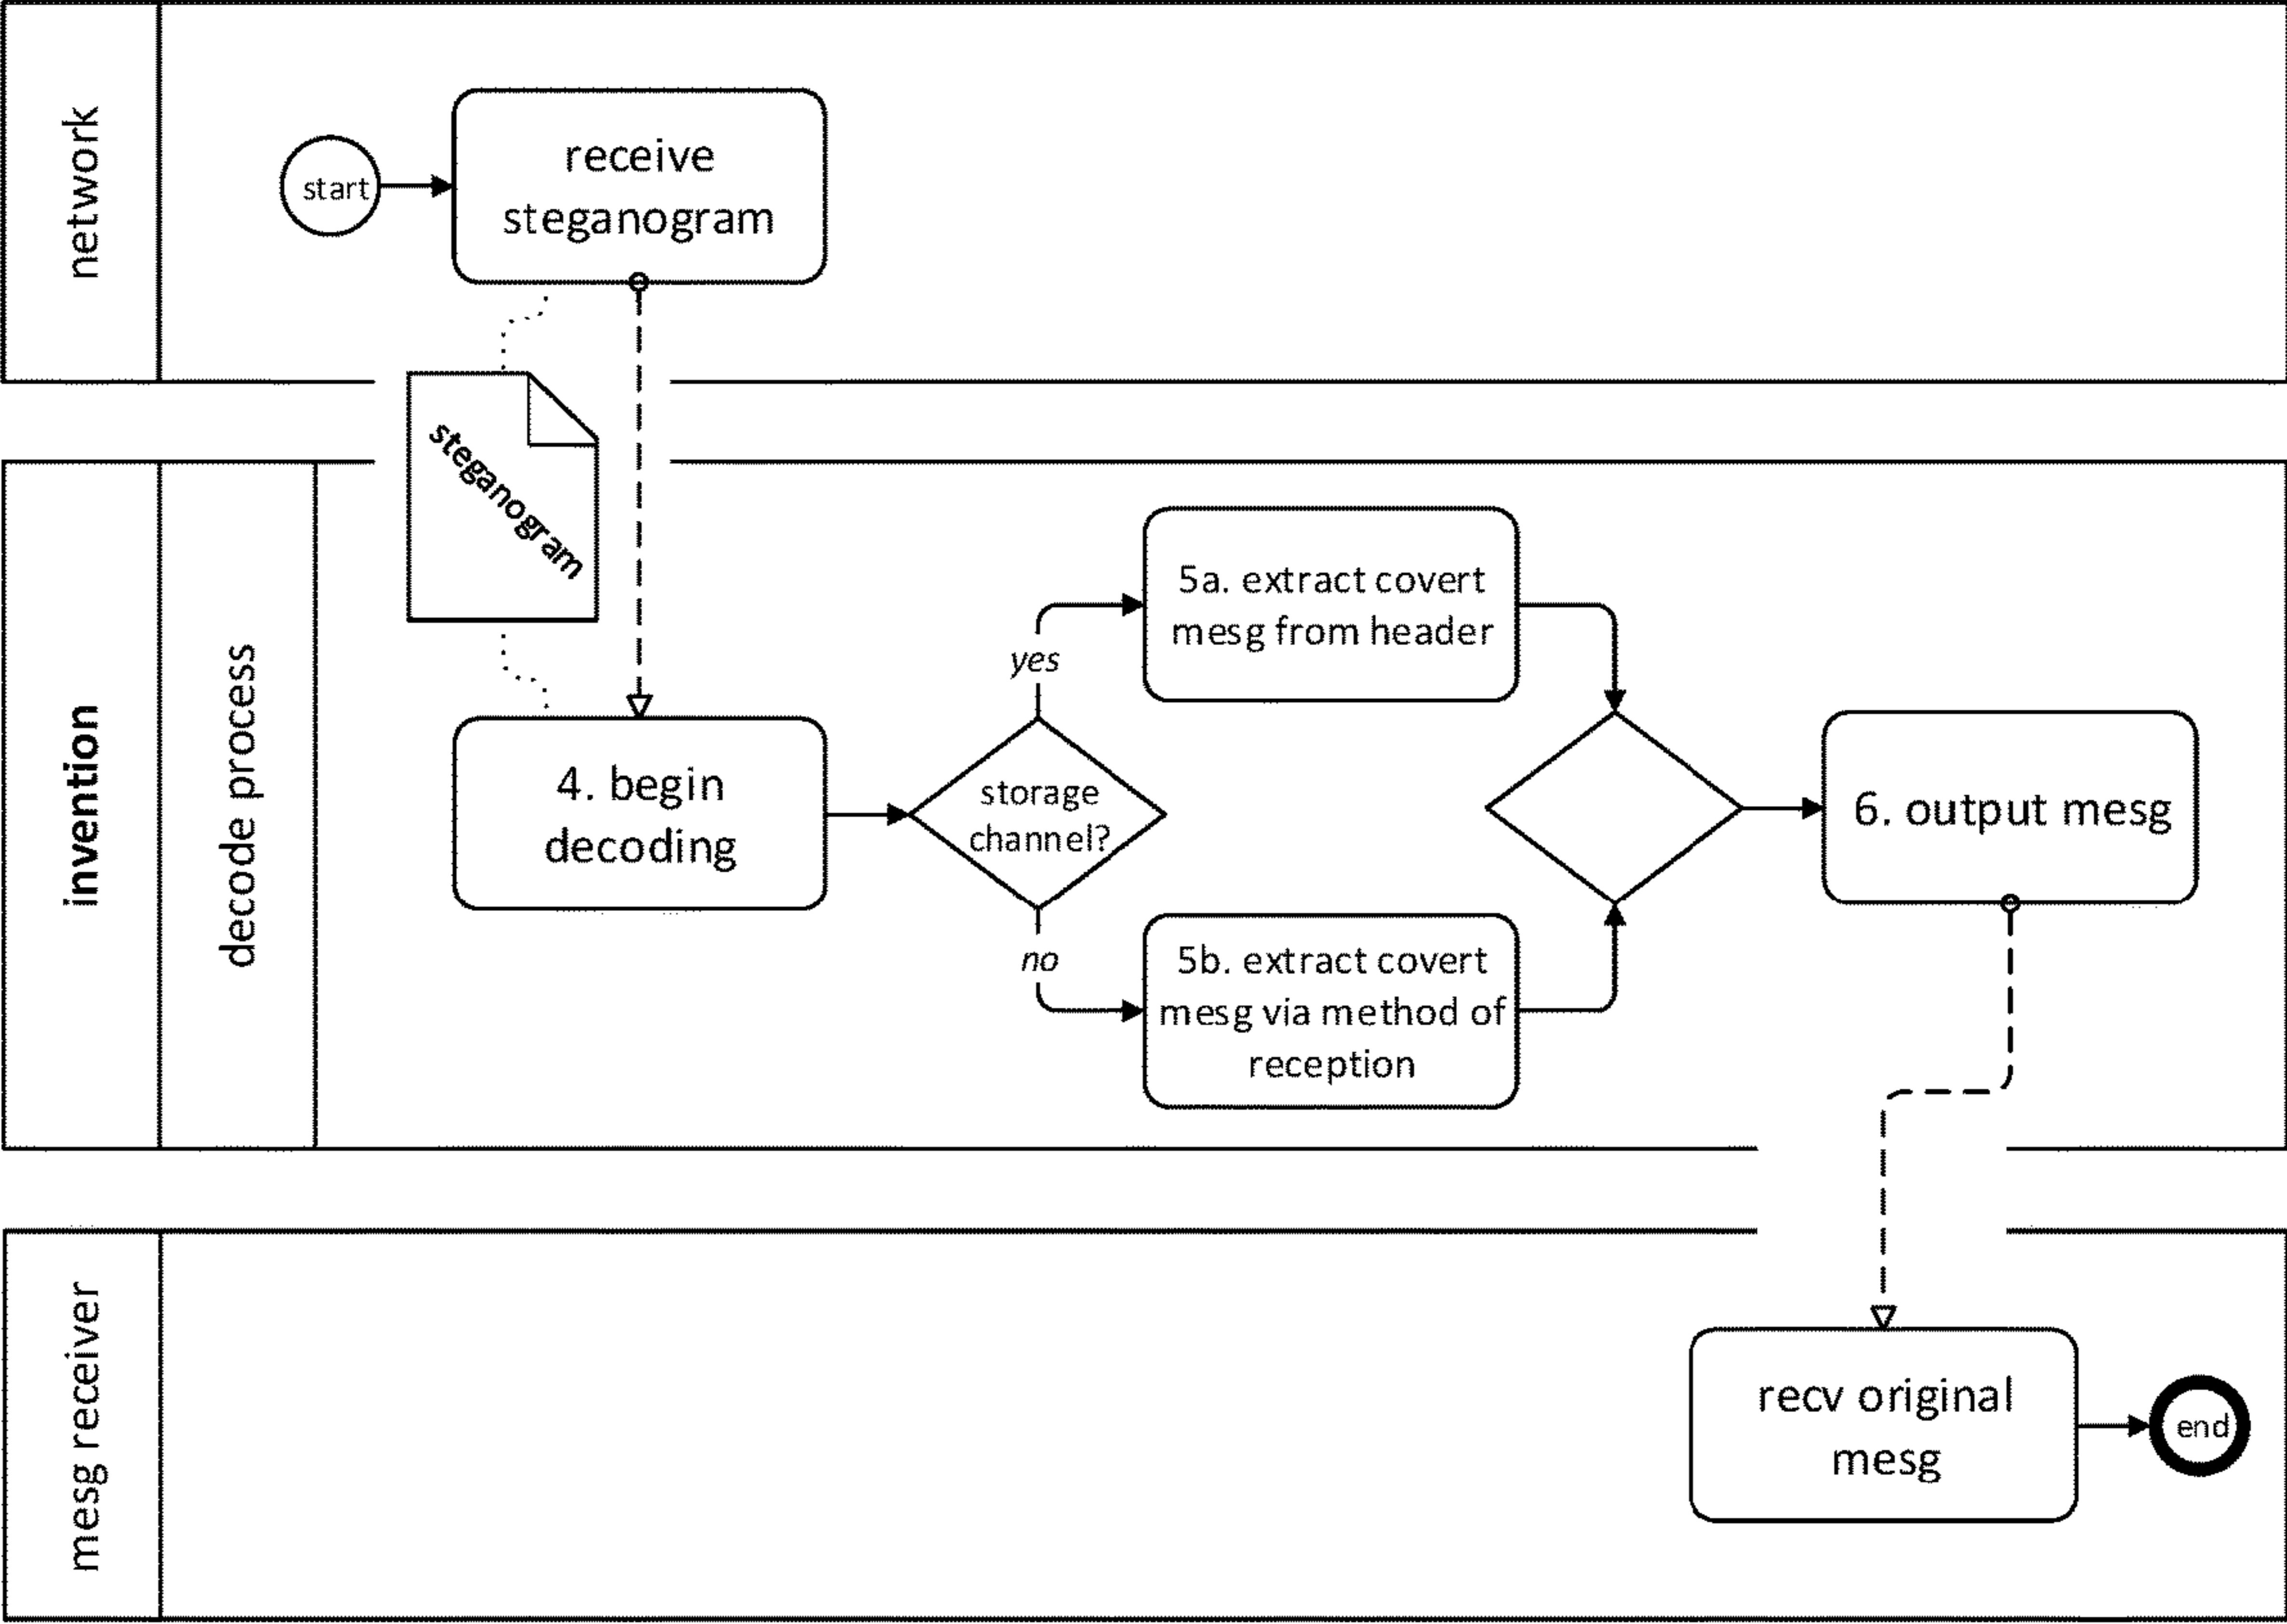 network
start
receive
steganogram
steganogram
invention
decode process
4. begin
decoding
storage
channel?
yes
no
5a. extract covert
mesg from header
5b. extract covert
mesg via method of
reception
6. output mesg
mesg receiver
recv original
mesg
end